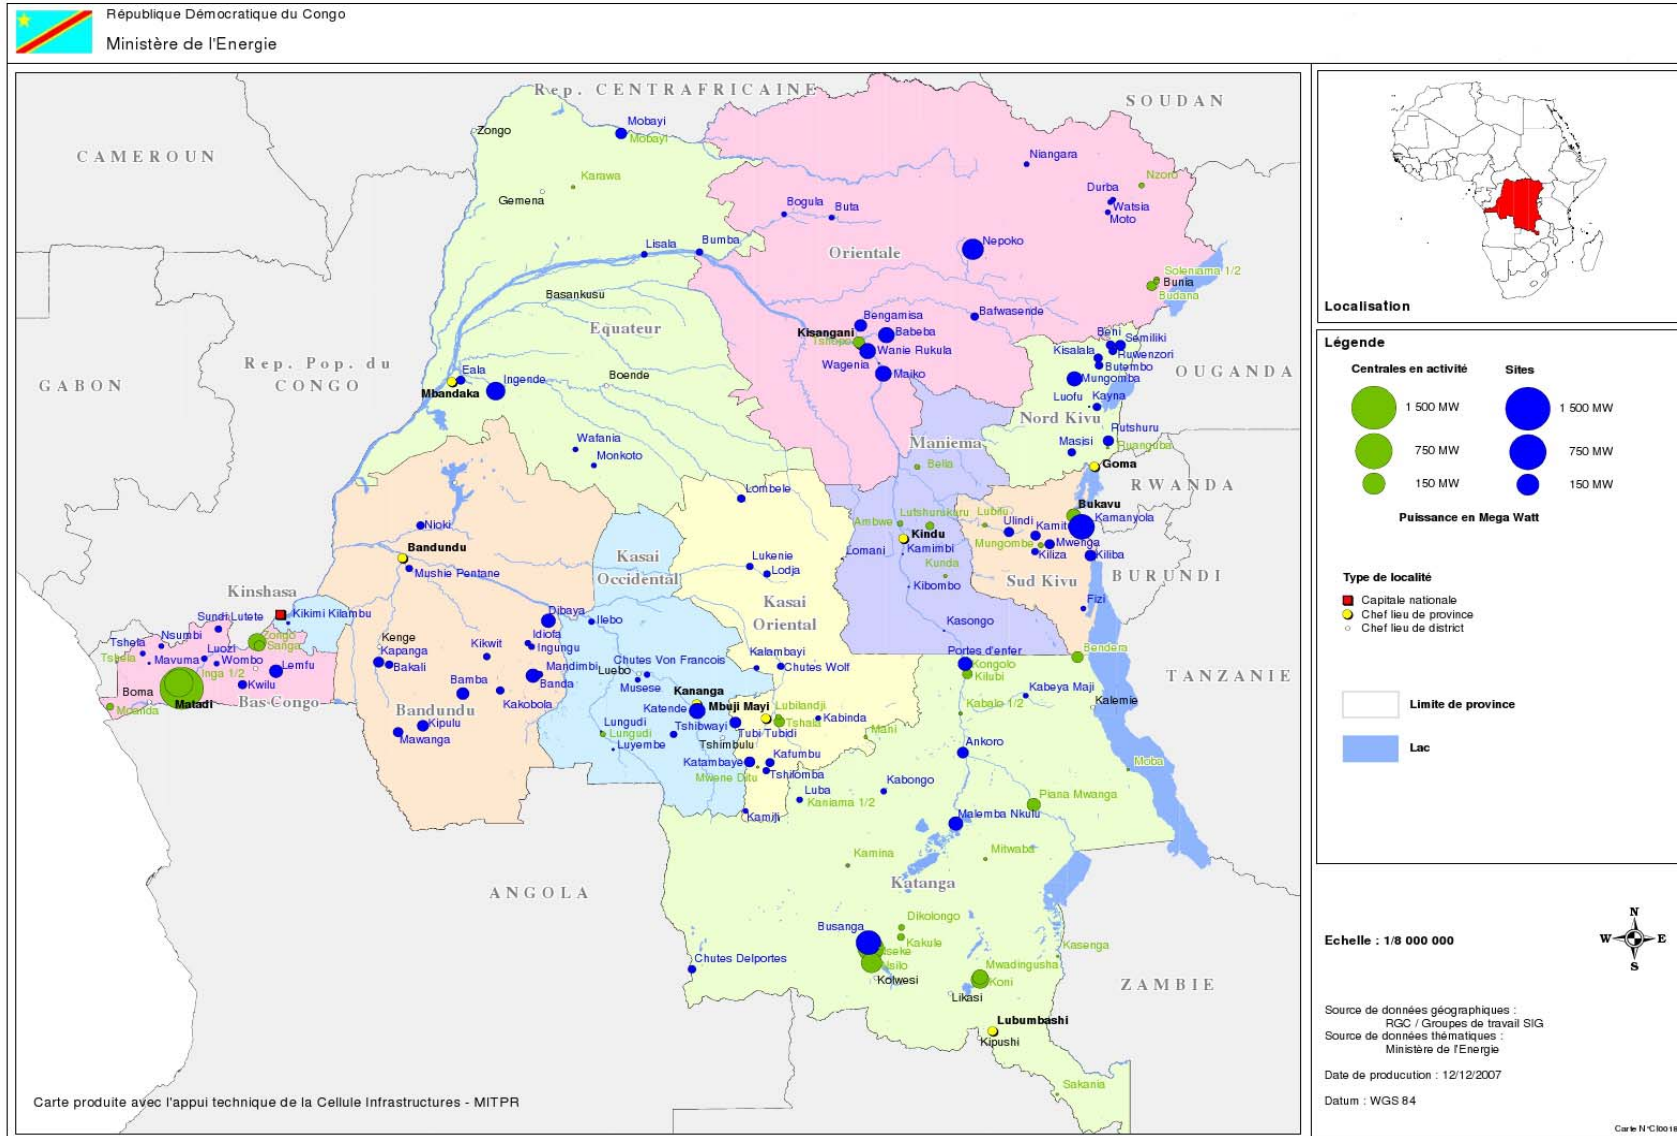 République Démocratique du Congo
Ministère de l'Energie
Rep. CENTRAFRICAINE
SOUDAN
CAMEROUN
Zongo
Mobayi
Mobayi
Niangara
Karawa
Nzoro
Durba
Gemena
Watsia
Moto
Bogula
Buta
Lisala
Bumba
Nepoko
Orientale
Soleniama 1/2
Bunia
Budana
Basankusu
Equateur
Bengamisa
Bafwasende
Kisangani
Tshopo
Babeba
Wanie Rukula
Wagenia
Maiko
Beni
Semiliki
Kisalala
Ruwenzori
Butembo
Mungomba
OUGANDA
Rep. Pop. du
CONGO
GABON
Eala
Ingende
Boende
Mbandaka
Luofu
Kayna
Nord Kivu
Rutshuru
Masisi
Ruanguba
Goma
Maniema
Bella
Wafania
Monkoto
RWANDA
Lombele
Bukavu
Kamanyola
Nioki
Ambwe
Lutshurukuru
Lubilu
Ulindi
Kindu
Mungombe
Mwenga
Kiliza
Kiliba
Bandundu
Mushie Pentane
Kasai
Occidental
Lukenie
Lodja
Lomani
Kamimbi
Kunda
Kibombo
Sud Kivu
BURUNDI
Fizi
Kinshasa
Kikimi Kilambu
Sundi Lutete
Nsumbi
Tshela
Tshela
Mavuma
Luozi
Wombo
Zongo
Sanga
Inga 1/2
Lemfu
Kwilu
Boma
Matadi
Moanda
Bas Congo
Dibaya
Ilebo
Kasai
Oriental
Kasongo
Kenge
Kapanga
Bakali
Kikwit
Idiofa
Ingungu
Mandimbi
Banda
Bamba
Kakobola
Bandundu
Kipulu
Mawanga
Chutes Von Francois
Luebo
Musese
Kalambayi
Chutes Wolf
Portes d'enfer
Kongolo
Kilubi
Bendera
TANZANIE
Kananga
Katende
Mbuji Mayi
Lubilandji
Tshala
Kabinda
Kabeya Maji
Kabalo 1/2
Kalemie
Lungudi
Lungudi
Luyembe
Tshibwayi
Tubi Tubidi
Tshimbulu
Mani
Ankoro
Katambaye
Kafumbu
Mwene Ditu
Tshilomba
Moba
Luba
Kaniama 1/2
Kabongo
Kamiji
Piana Mwanga
Malemba Nkulu
Kamina
Mitwaba
ANGOLA
Katanga
Busanga
Dikolongo
Kakule
Nseke
Nsilo
Kolwesi
Kasenga
Mwadingusha
Koni
Likasi
Chutes Delportes
ZAMBIE
Lubumbashi
Kipushi
Sakania
Carte produite avec l'appui technique de la Cellule Infrastructures - MITPR
Localisation
Légende
Centrales en activité
Sites
1 500 MW
1 500 MW
750 MW
750 MW
150 MW
150 MW
Puissance en Mega Watt
Type de localité
Capitale nationale
Chef lieu de province
Chef lieu de district
Limite de province
Lac
Echelle : 1/8 000 000
N
W
E
S
Source de données géographiques :
RGC / Groupes de travail SIG
Source de données thématiques :
Ministère de l'Energie
Date de producution : 12/12/2007
Datum : WGS 84